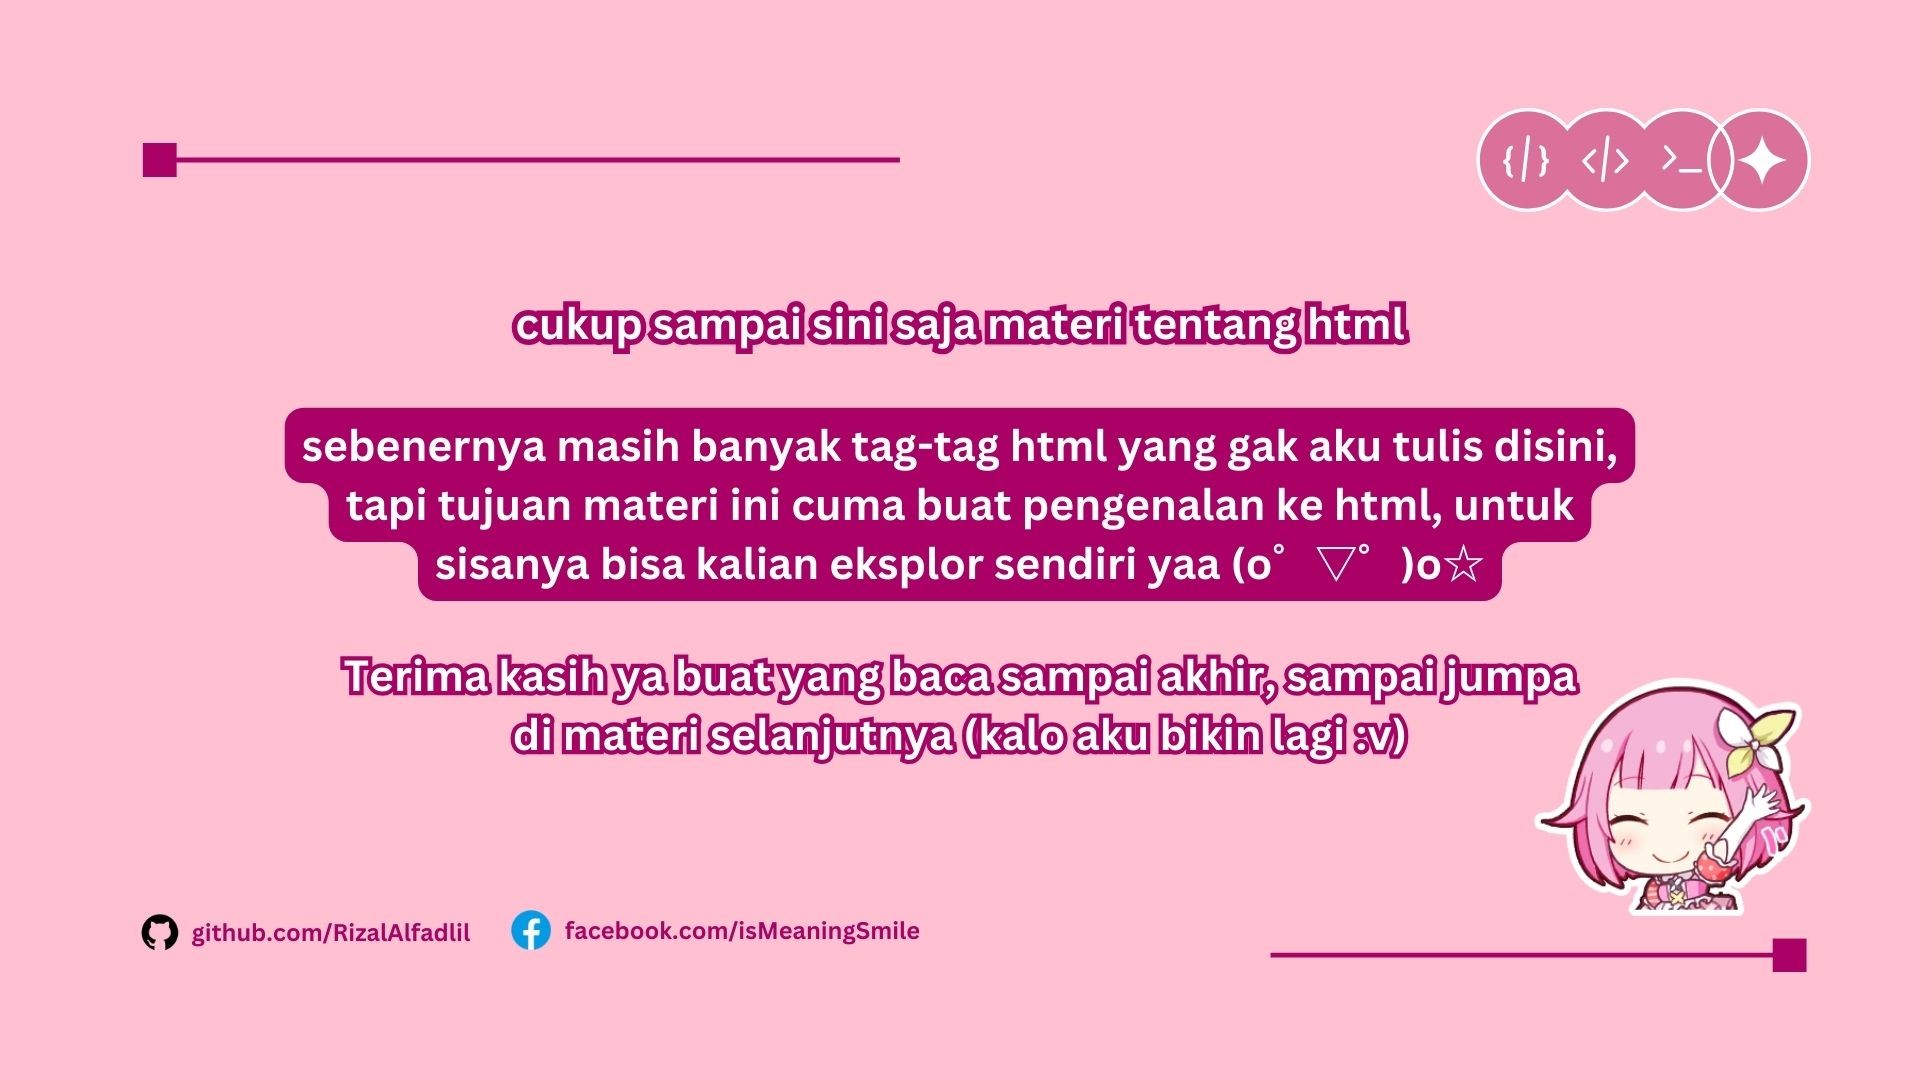 {/} </> >_
cukup sampai sini saja materi tentang html
sebenernya masih banyak tag-tag html yang gak aku tulis disini,
tapi tujuan materi ini cuma buat pengenalan ke html, untuk
sisanya bisa kalian eksplor sendiri yaa (o゜▽゜)o☆
Terima kasih ya buat yang baca sampai akhir, sampai jumpa
di materi selanjutnya (kalo aku bikin lagi :v)
github.com/RizalAlfadlil
facebook.com/isMeaningSmile